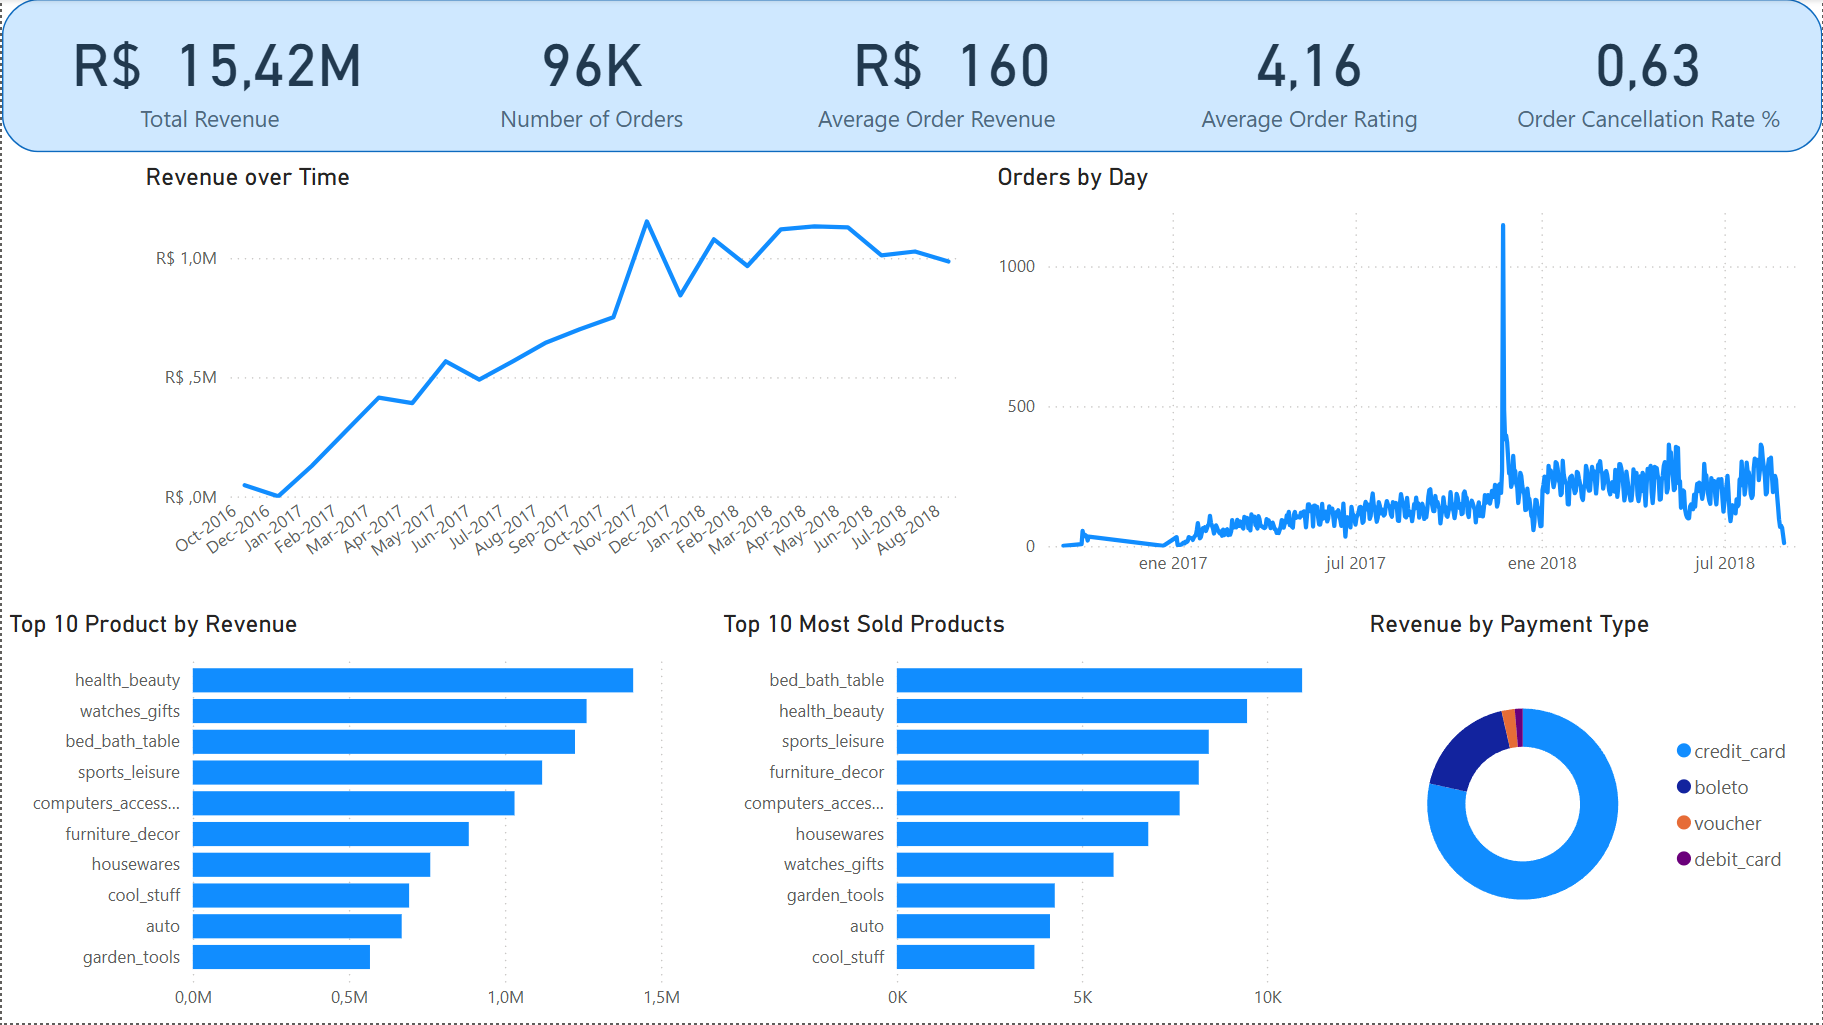 R$ 15,42M
Total Revenue
96K
Number of Orders
R$ 160
Average Order Revenue
4,16
Average Order Rating
0,63
Order Cancellation Rate %
Revenue over Time
R$ 1,0M
R$ ,5M
R$ ,0M
Oct-2016
Dec-2016
Jan-2017
Feb-2017
Mar-2017
Apr-2017
May-2017
Jun-2017
Jul-2017
Aug-2017
Sep-2017
Oct-2017
Nov-2017
Dec-2017
Jan-2018
Feb-2018
Mar-2018
Apr-2018
May-2018
Jun-2018
Jul-2018
Aug-2018
Orders by Day
1000
500
0
ene 2017
jul 2017
ene 2018
jul 2018
Top 10 Product by Revenue
health_beauty
watches_gifts
bed_bath_table
sports_leisure
computers_access...
furniture_decor
housewares
cool_stuff
auto
garden_tools
0,0M
0,5M
1,0M
1,5M
Top 10 Most Sold Products
bed_bath_table
health_beauty
sports_leisure
furniture_decor
computers_acces...
housewares
watches_gifts
garden_tools
auto
cool_stuff
0K
5K
10K
Revenue by Payment Type
credit_card
boleto
voucher
debit_card